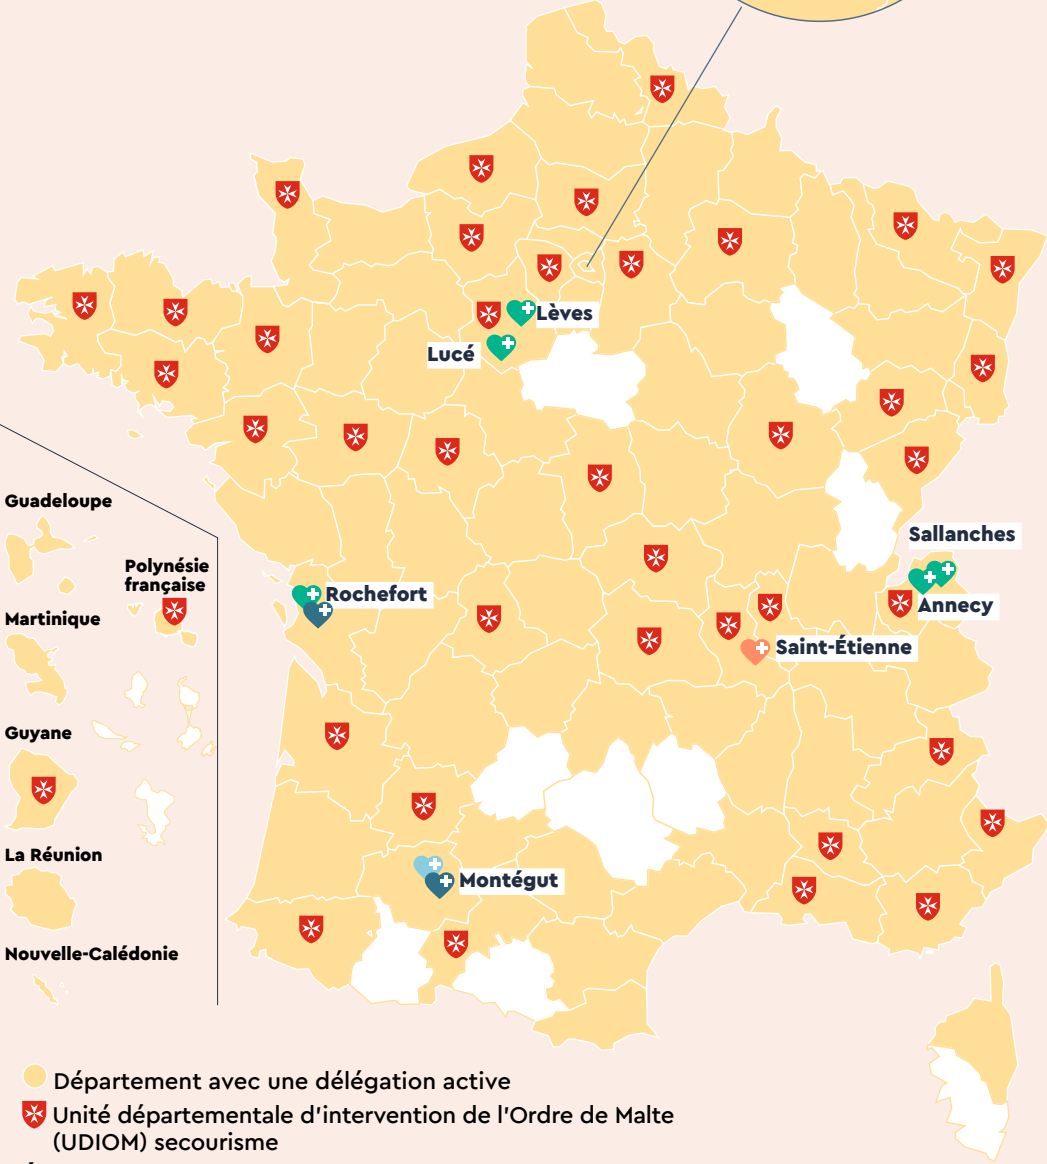 Lèves
Lucé
Guadeloupe
Sallanches
Polynésie
française
Rochefort
Annecy
Martinique
Saint-Étienne
Guyane
La Réunion
Montégut
Nouvelle-Calédonie
Département avec une délégation active
Unité départementale d'intervention de l'Ordre de Malte
(UDIOM) secourisme